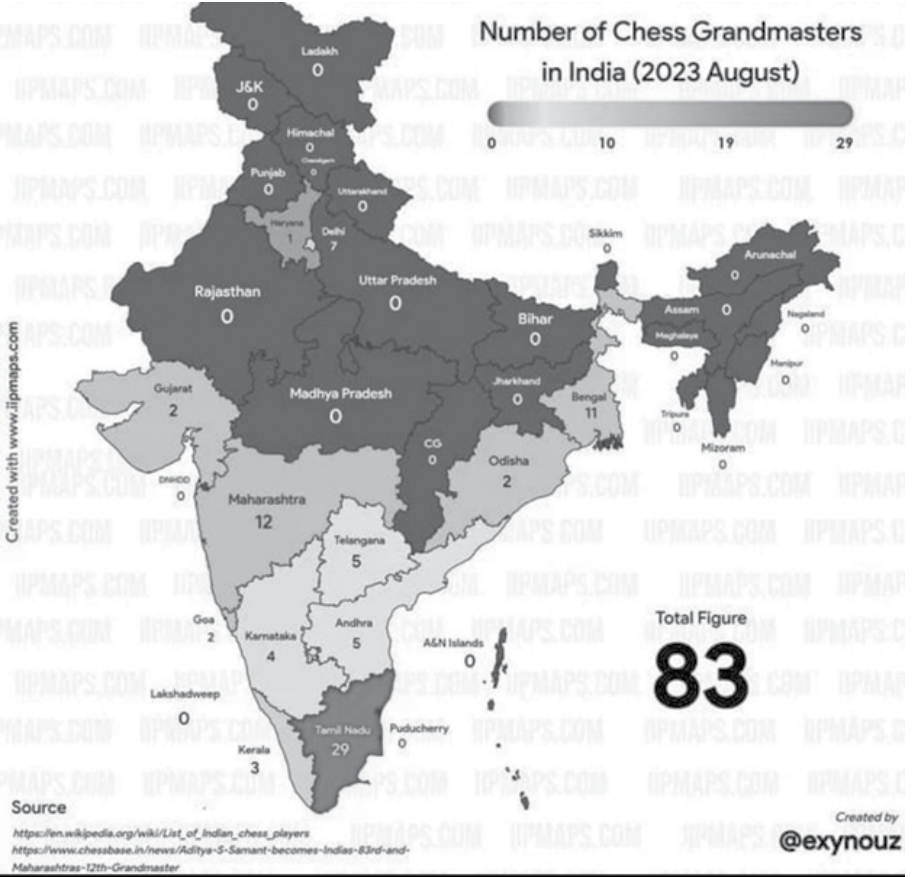 Number of Chess Grandmasters
in India (2023 August)
0 10 19 29
Ladakh
0
J&K
0
Himachal
0
Chandigarh
0
Punjab
0
Uttarakhand
0
Haryana
1
Delhi
7
Rajasthan
0
Uttar Pradesh
0
Bihar
0
Sikkim
0
Arunachal
0
Assam
0
Nagaland
0
Meghalaya
0
Manipur
0
Tripura
0
Mizoram
0
Gujarat
2
Madhya Pradesh
0
Jharkhand
0
Bengal
11
CG
0
Odisha
2
DNHDD
0
Maharashtra
12
Telangana
5
Goa
2
Karnataka
4
Andhra
5
A&N Islands
0
Lakshadweep
0
Kerala
3
Tamil Nadu
29
Puducherry
0
Total Figure
83
Created with www.iipmaps.com
IIPMAPS.COM
Source
https://en.wikipedia.org/wiki/List_of_Indian_chess_players
https://www.chessbase.in/news/Aditya-S-Samant-becomes-Indias-83rd-and-
Maharashtras-12th-Grandmaster
Created by
@exynouz